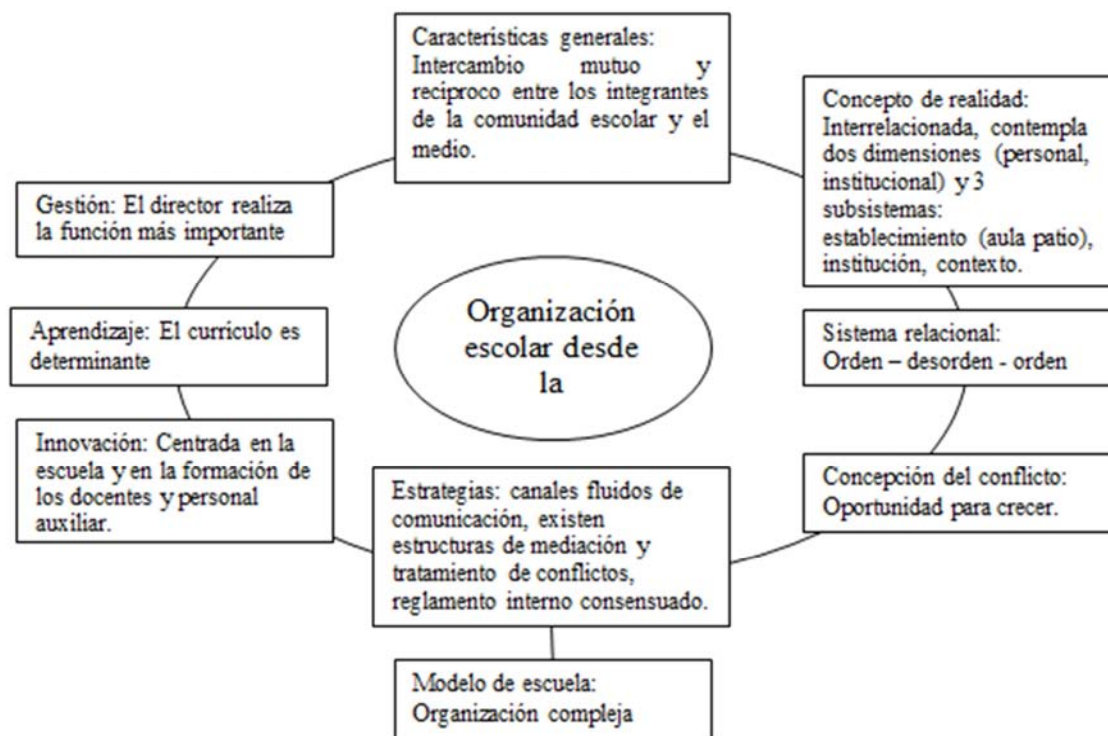 Características generales:
Intercambio mutuo y
recíproco entre los integrantes
de la comunidad escolar y el
medio.
Concepto de realidad:
Interrelacionada, contempla
dos dimensiones (personal,
institucional) y 3
subsistemas:
establecimiento (aula patio),
institución, contexto.
Sistema relacional:
Orden – desorden - orden
Concepción del conflicto:
Oportunidad para crecer.
Estrategias: canales fluidos de
comunicación, existen
estructuras de mediación y
tratamiento de conflictos,
reglamento interno consensuado.
Modelo de escuela:
Organización compleja
Innovación: Centrada en la
escuela y en la formación de
los docentes y personal
auxiliar.
Aprendizaje: El currículo es
determinante
Gestión: El director realiza
la función más importante
Organización
escolar desde
la